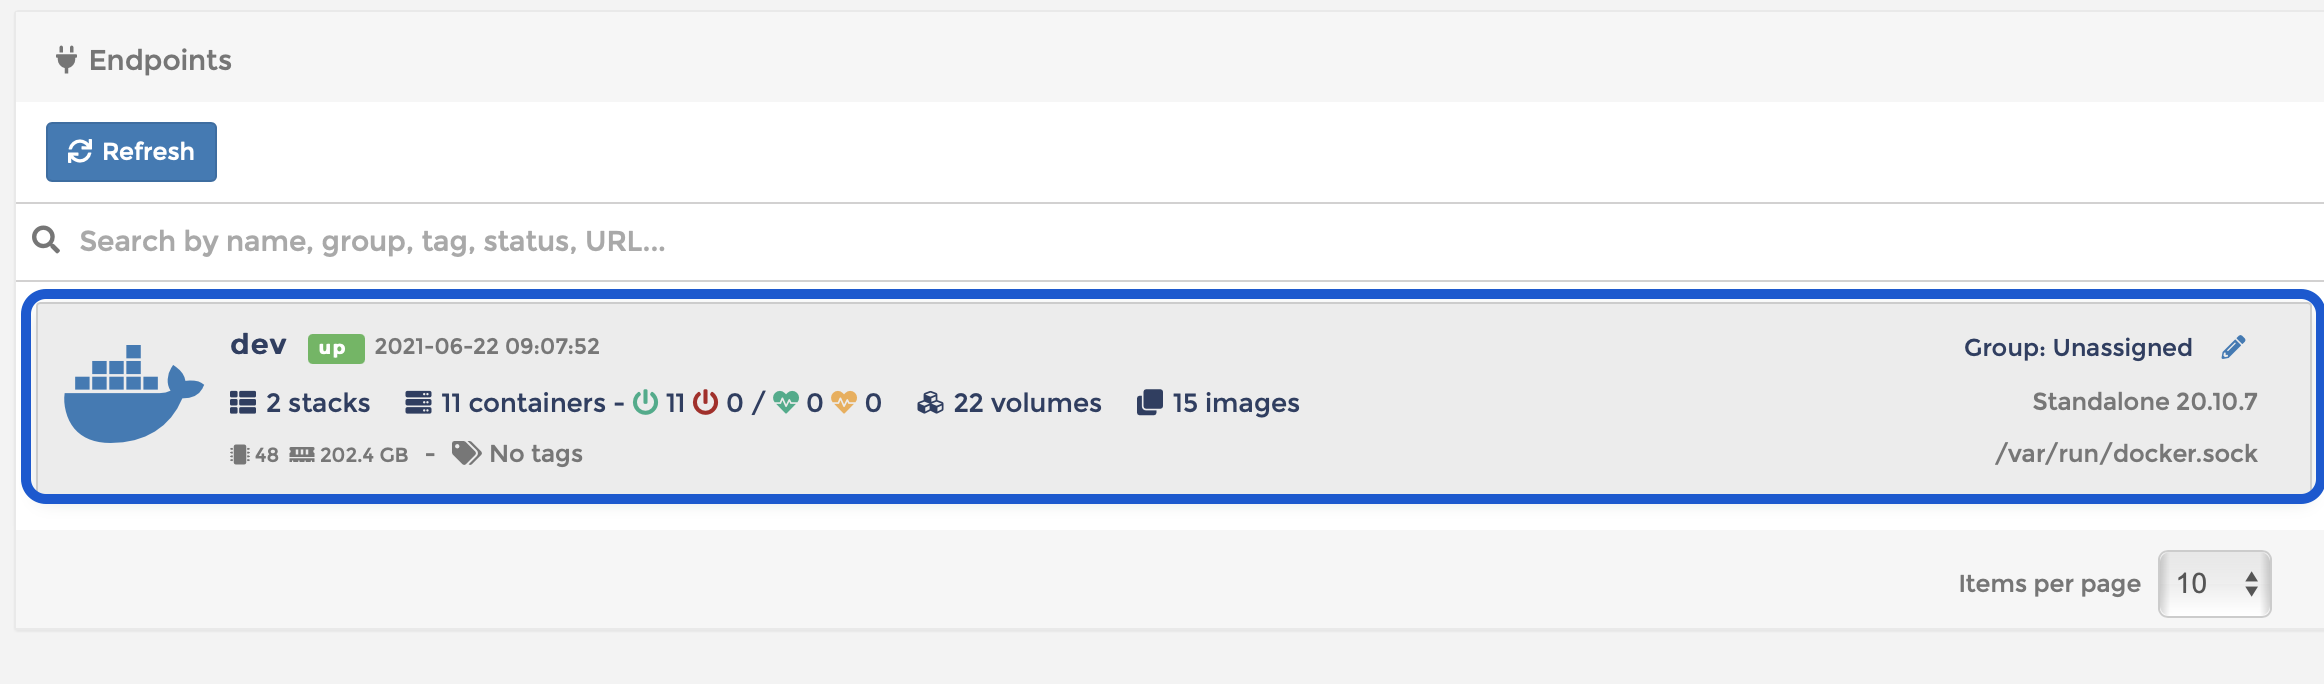 Endpoints
Refresh
Search by name, group, tag, status, URL...
dev up 2021-06-22 09:07:52 Group: Unassigned
2 stacks 11 containers - 11 0 / 0 0 22 volumes 15 images Standalone 20.10.7
48 202.4 GB - No tags /var/run/docker.sock
Items per page 10